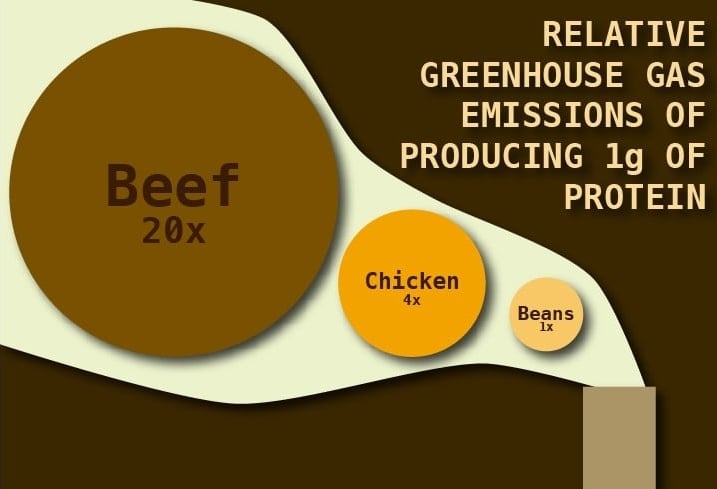 RELATIVE
GREENHOUSE GAS
EMISSIONS OF
PRODUCING 1g OF
PROTEIN
Beef
20x
Chicken
4x
Beans
1x